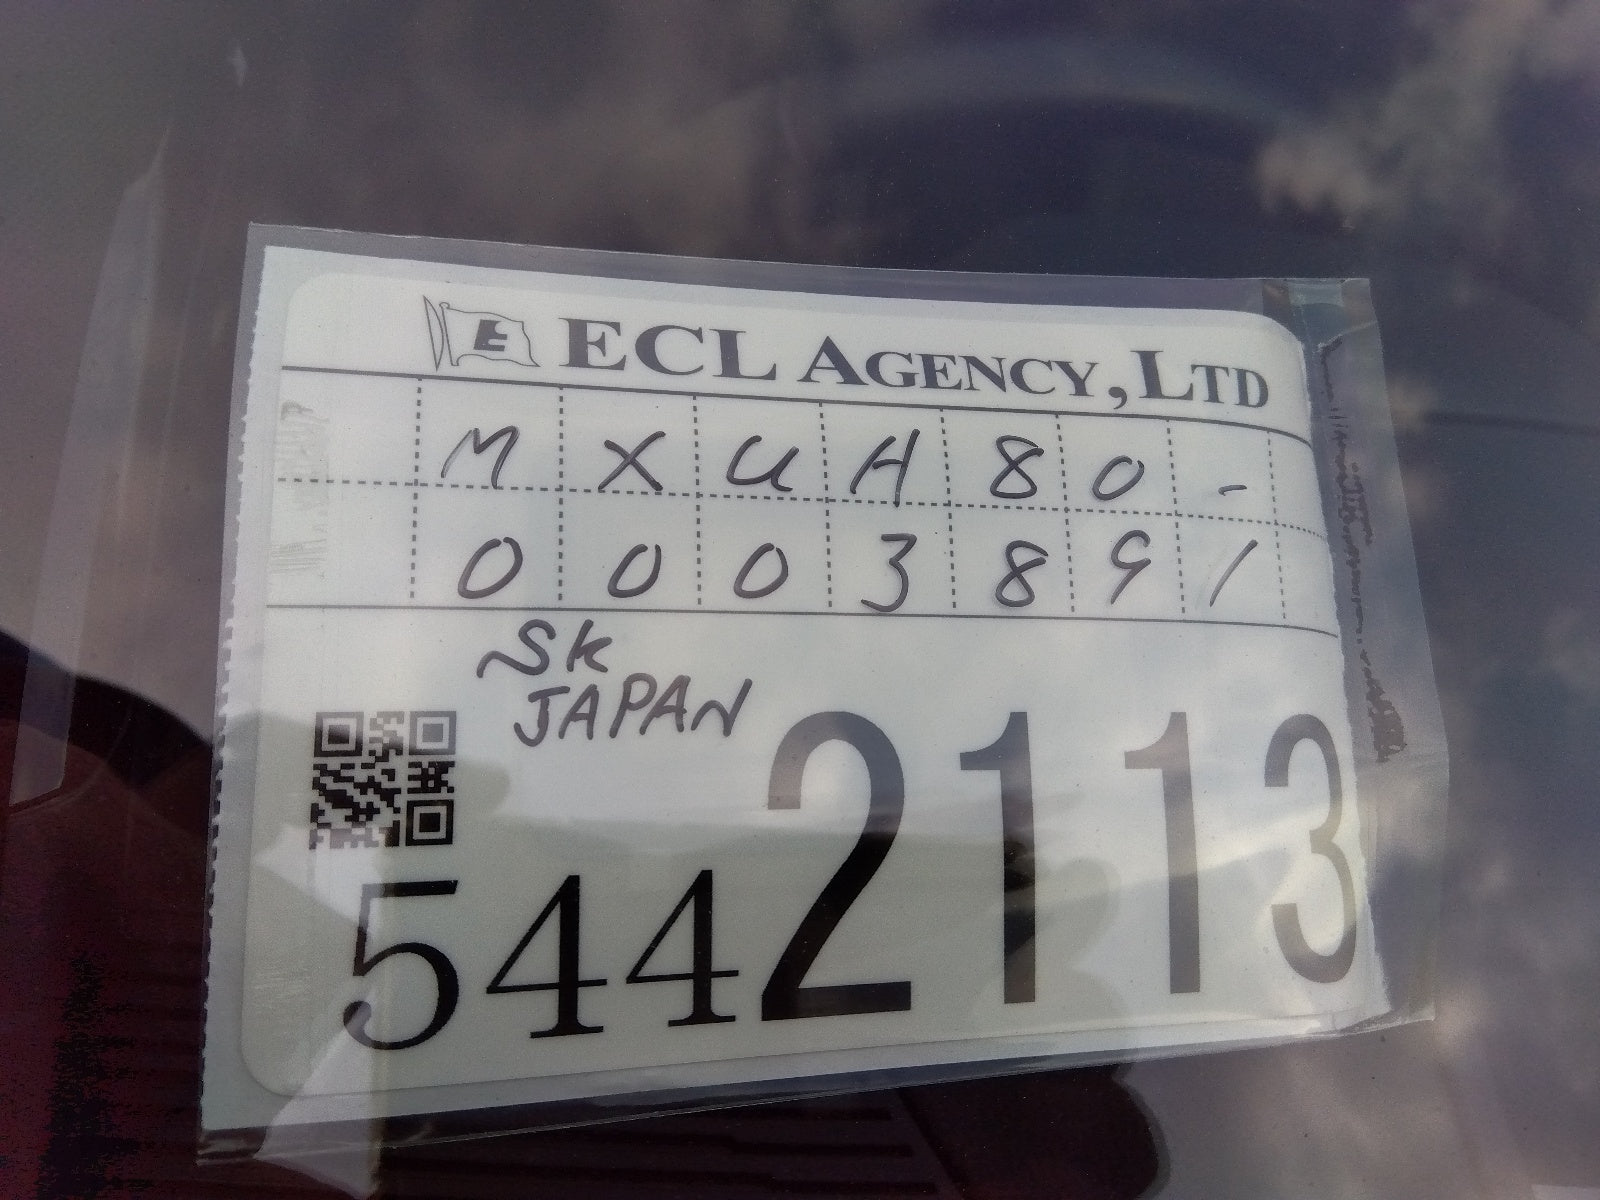 ECL AGENCY, LTD
MXUA80-
0003891
SK
JAPAN
5442113